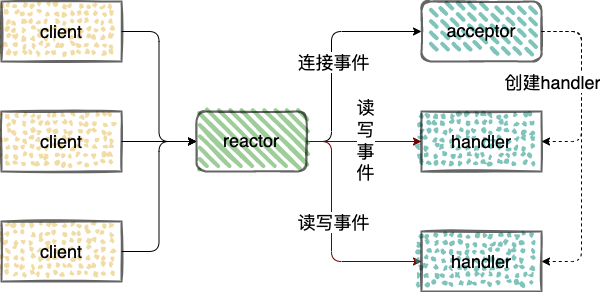 client
acceptor
连接事件
创建handler
client
reactor
读
写
事
件
handler
读写事件
client
handler